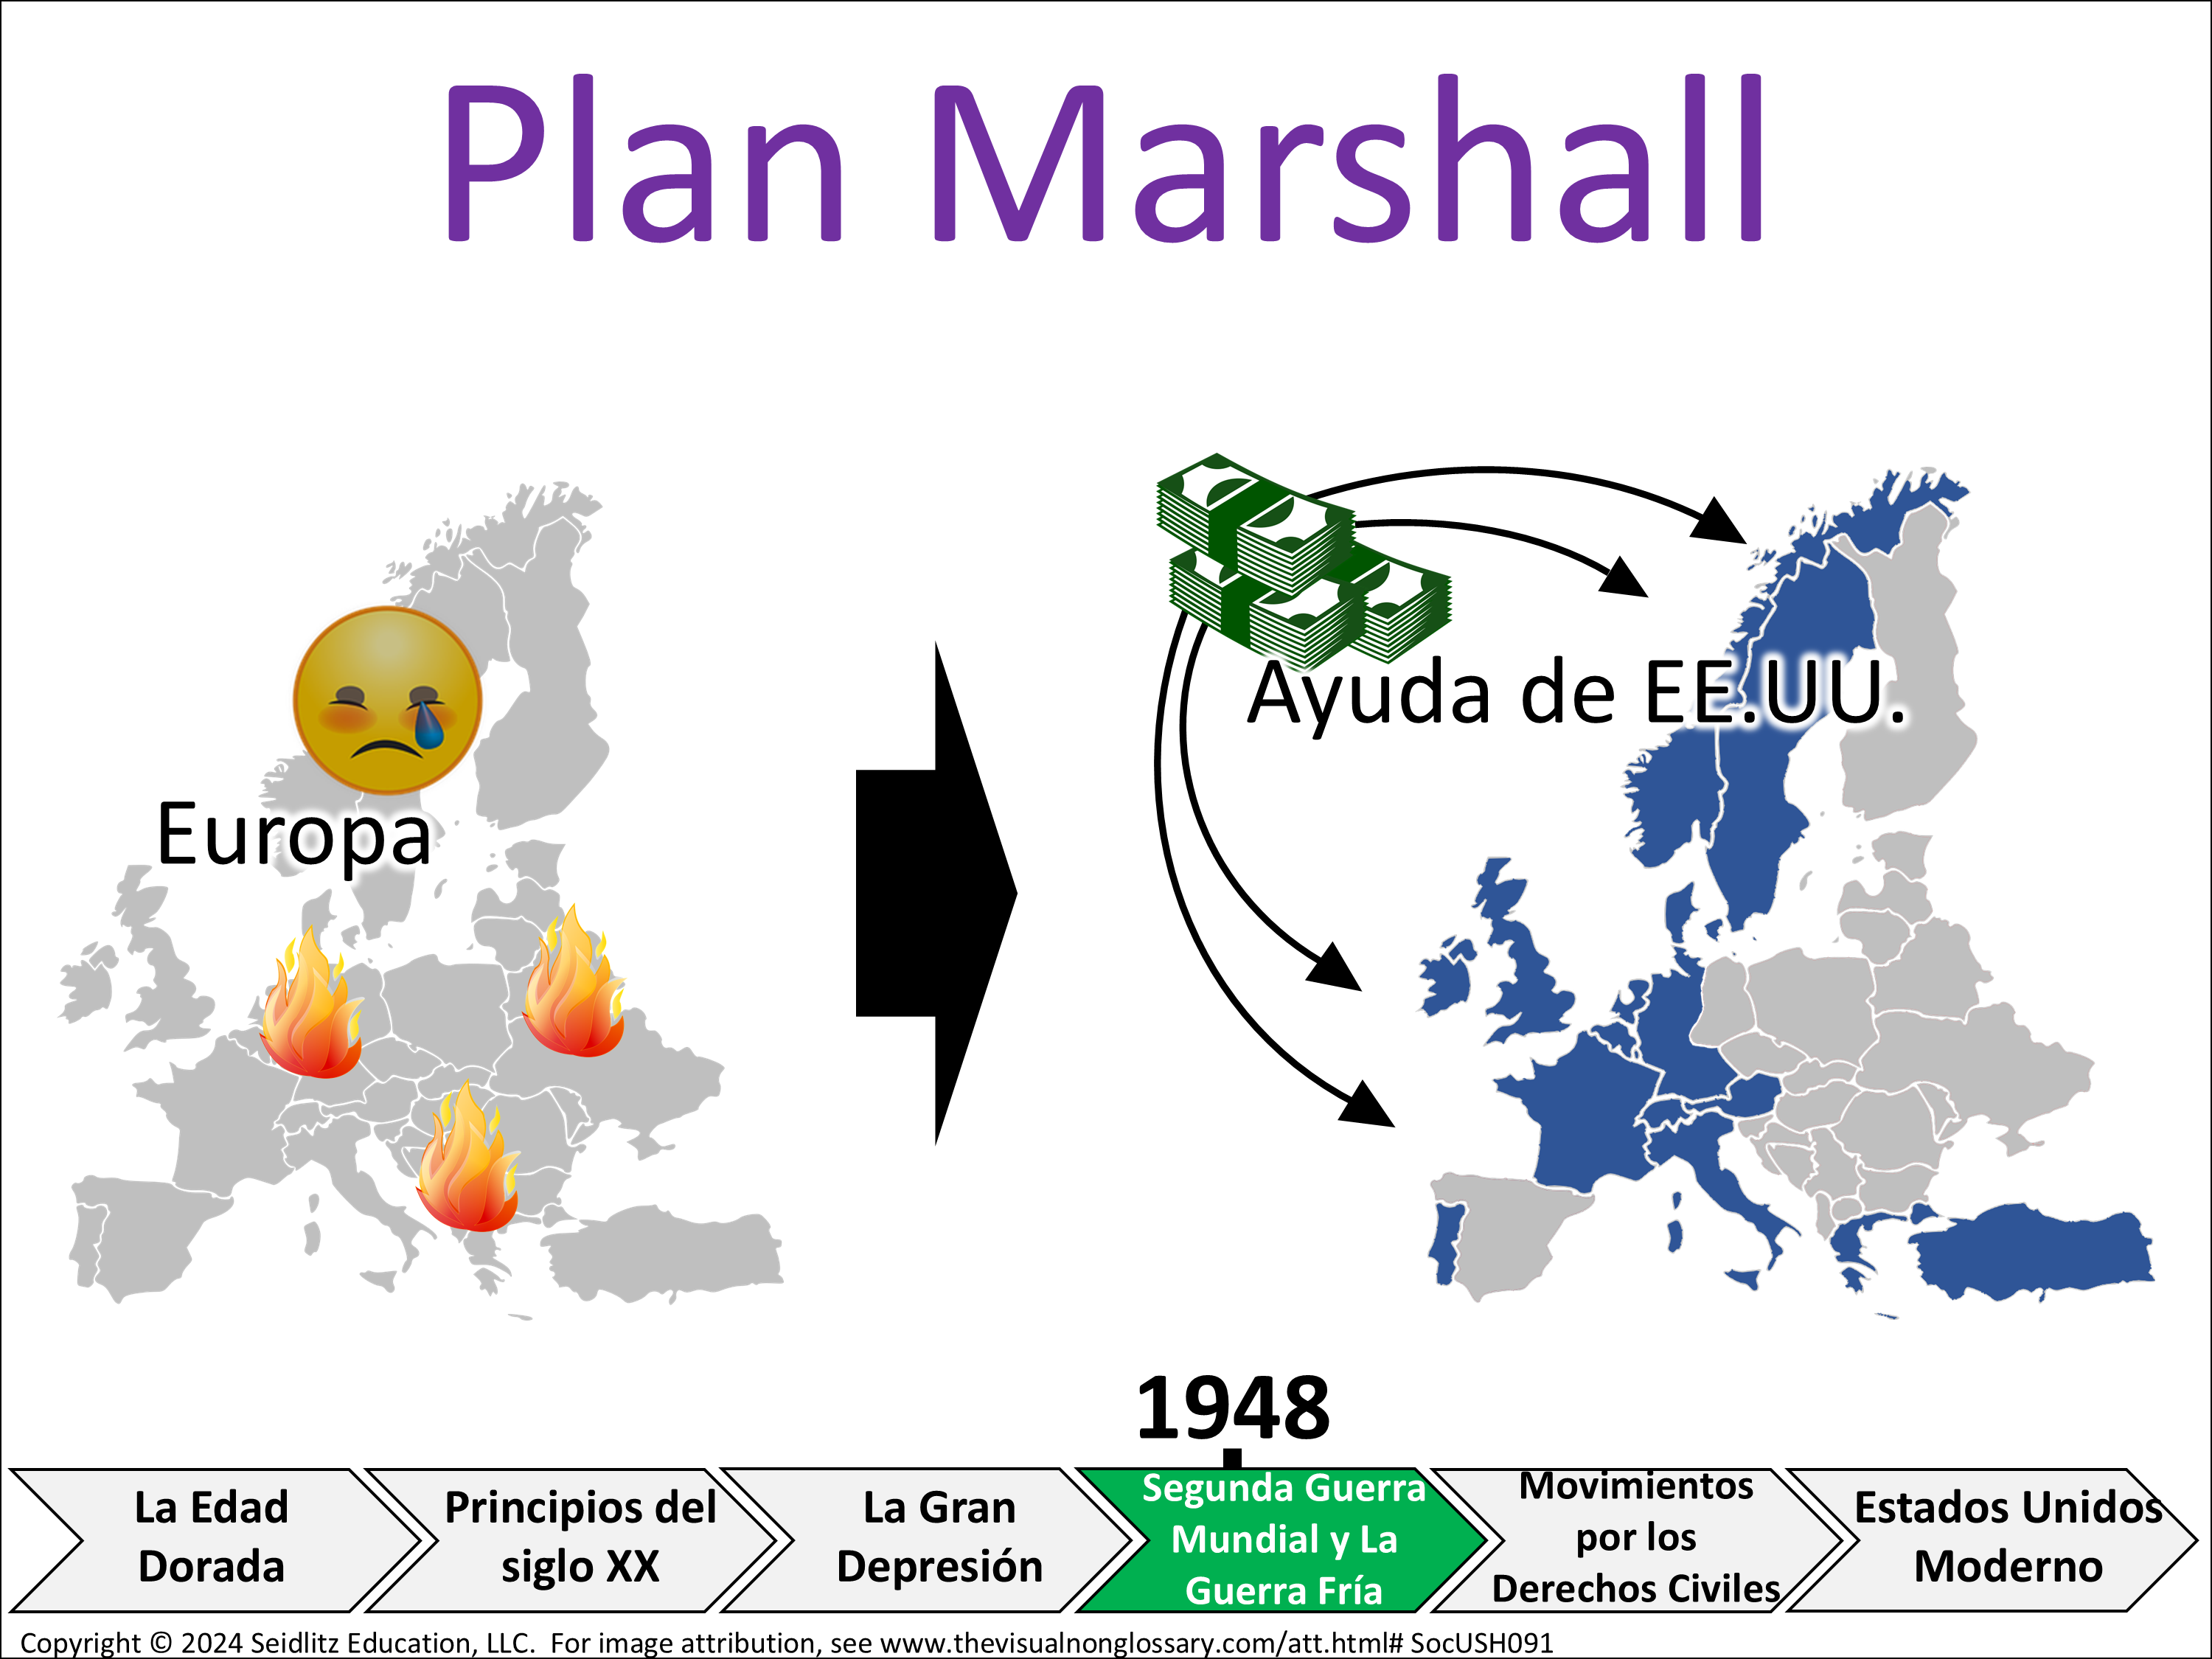 Plan Marshall
Europa
Ayuda de EE.UU.
1948
La Edad
Dorada
Principios del
siglo XX
La Gran
Depresión
Segunda Guerra
Mundial y La
Guerra Fría
Movimientos
por los
Derechos Civiles
Estados Unidos
Moderno
Copyright © 2024 Seidlitz Education, LLC.  For image attribution, see www.thevisualnonglossary.com/att.html# SocUSH091